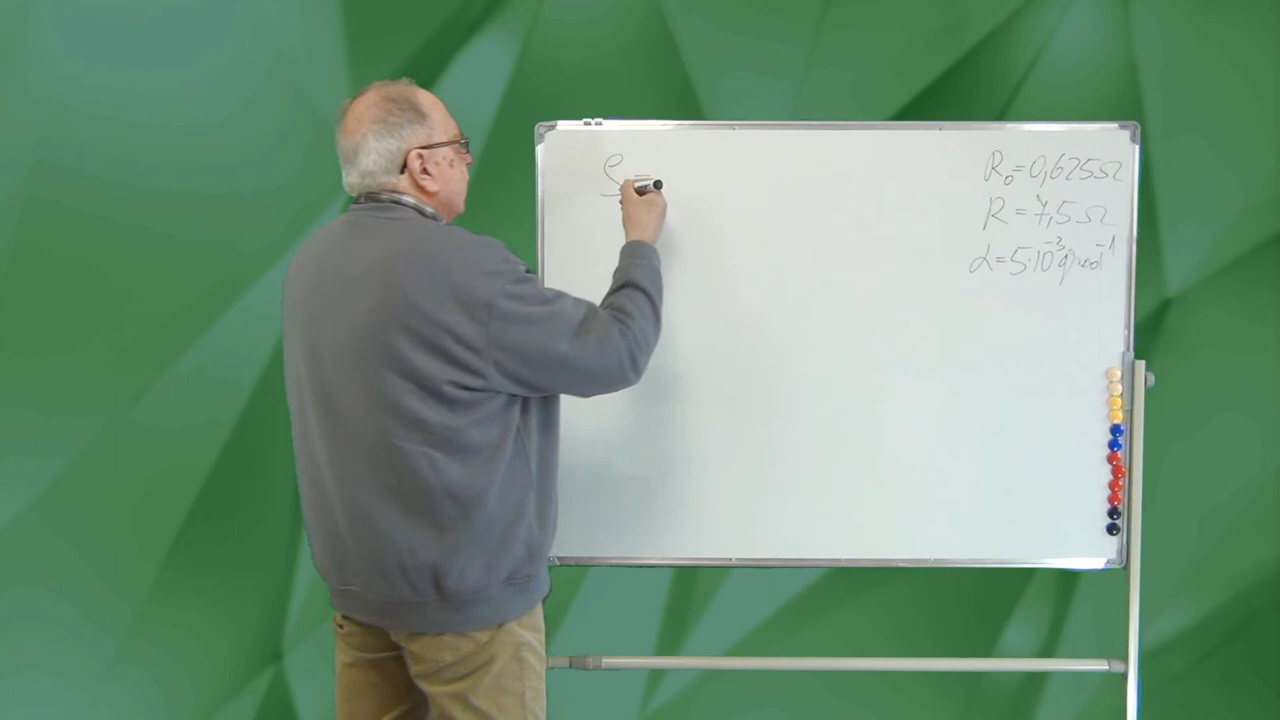 ρ =
R₀=0,625Ω
R=7,5Ω
α=5·10⁻³град⁻¹